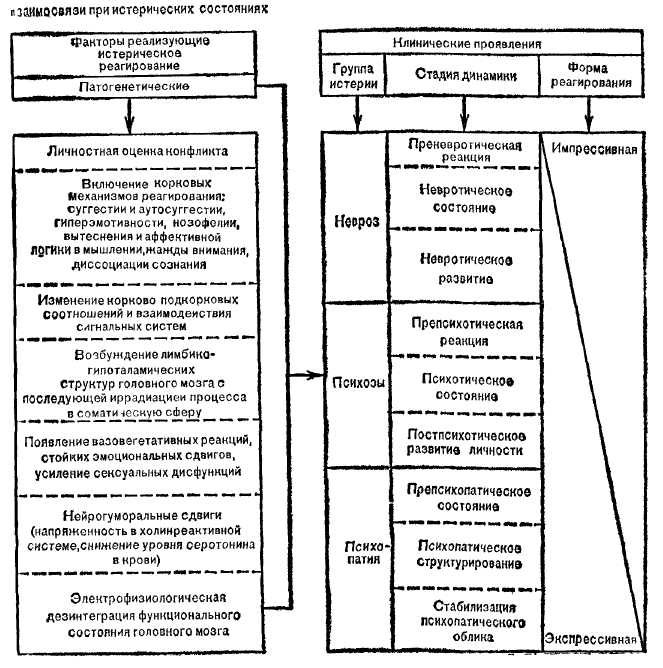 взаимосвязи при истерических состояниях
Факторы реализующие
истерическое
реагирование
Патогенетические
Личностная оценка конфликта
Включение корковых
механизмов реагирования:
суггестии и аутосуггестии,
гиперэмотивности, нозофелии,
вытеснения и аффективной
логики в мышлении,жажды внимания,
диссоциации сознания
Изменение корково подкорковых
соотношений и взаимодействия
сигнальных систем
Возбуждение лимбико-
гипоталамических
структур головного мозга с
последующей иррадиацией процесса
в соматическую сферу
Появление вазовегетативных реакций,
стойких эмоциональных сдвигов,
усиление сексуальных дисфункций
Нейрогуморальные сдвиги
(напряженность в холинреактивной
системе,снижение уровня серотонина
в крови)
Электрофизиологическая
дезинтеграция функционального
состояния головного мозга
Клинические проявления
Группа
истерии
Стадия динамики
Форма
реагирования
Невроз
Преневротическая
реакция
Невротическое
состояние
Невротическое
развитие
Психозы
Препсихотическая
реакция
Психотическое
состояние
Постпсихотическое
развитие личности
Психо-
патия
Препсихопатическое
состояние
Психопатическое
структурирование
Стабилизация
психопатического
облика
Импрессивная
Экспрессивная